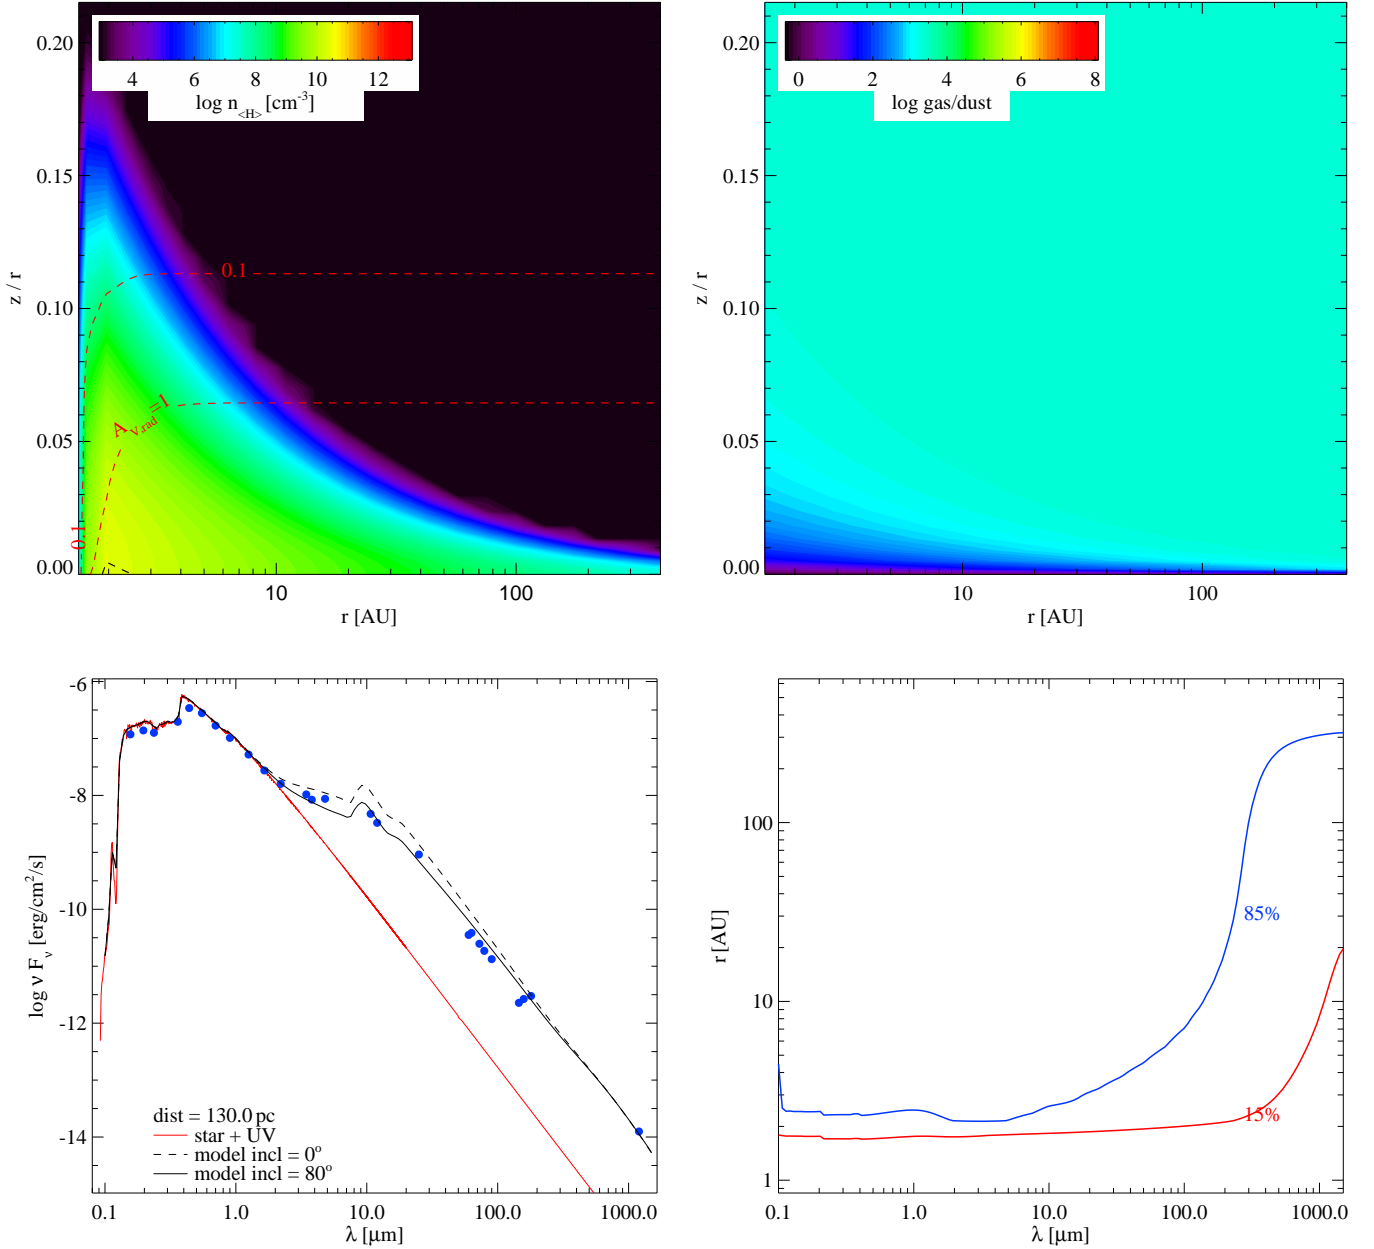 4 6 8 10 12
log n<H> [cm-3]
0.20
0.15
0.10
0.05
0.00
z / r
0.1
AV,rad=1
0.1
10 100
r [AU]
0 2 4 6 8
log gas/dust
0.20
0.15
0.10
0.05
0.00
z / r
10 100
r [AU]
-6
-8
-10
-12
-14
log ν Fν [erg/cm2/s]
dist = 130.0 pc
star + UV
model incl = 0o
model incl = 80o
0.1 1.0 10.0 100.0 1000.0
λ [μm]
100
10
1
r [AU]
85%
15%
0.1 1.0 10.0 100.0 1000.0
λ [μm]